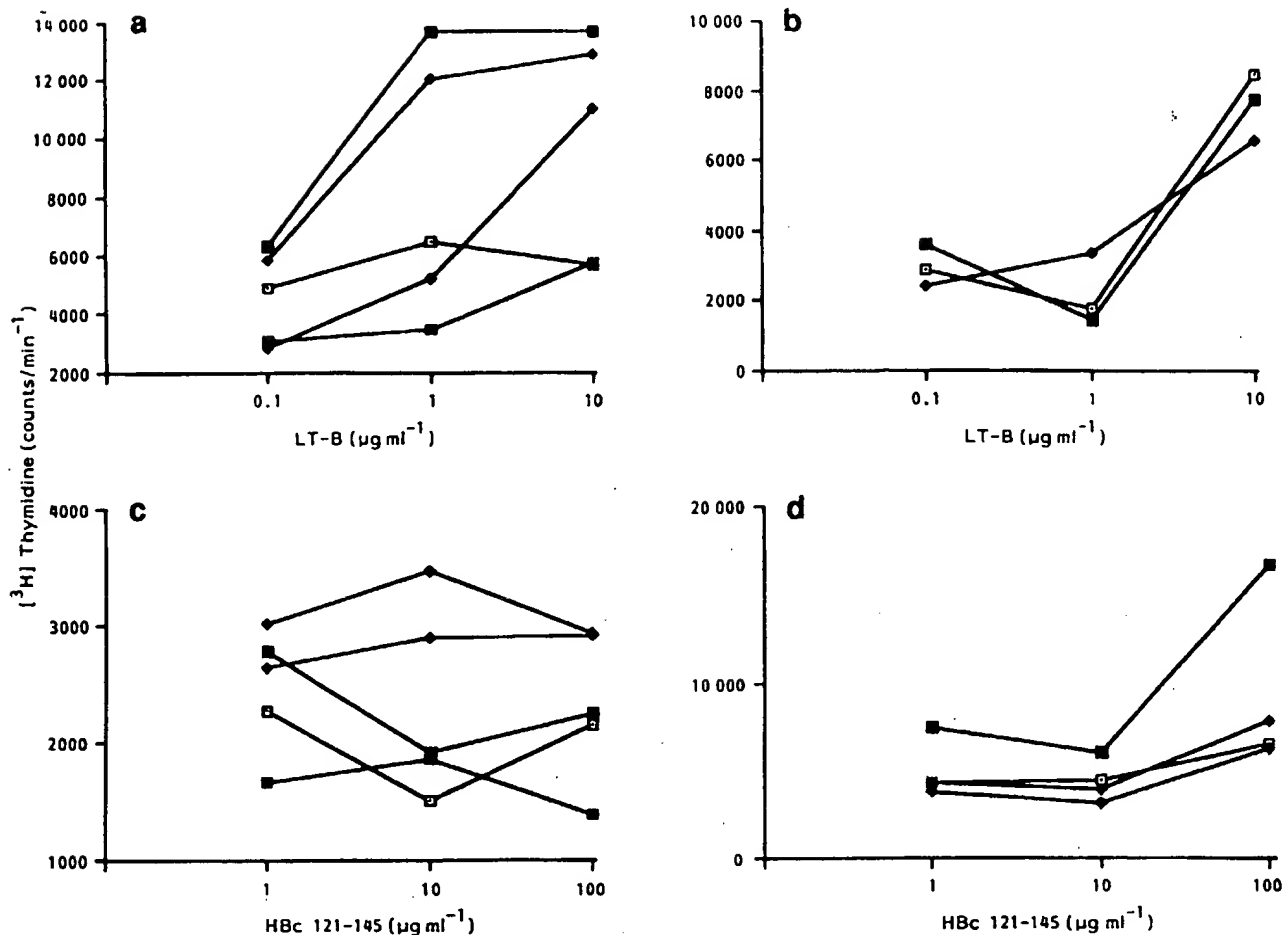 a
14 000
12 000
10 000
8000
6000
4000
2000
0.1 1 10
LT-B (µg ml⁻¹)
b
10 000
8000
6000
4000
2000
0
0.1 1 10
LT-B (µg ml⁻¹)
[³H] Thymidine (counts/min⁻¹)
c
4000
3000
2000
1000
1 10 100
HBc 121-145 (µg ml⁻¹)
d
20 000
10 000
0
1 10 100
HBc 121-145 (µg ml⁻¹)